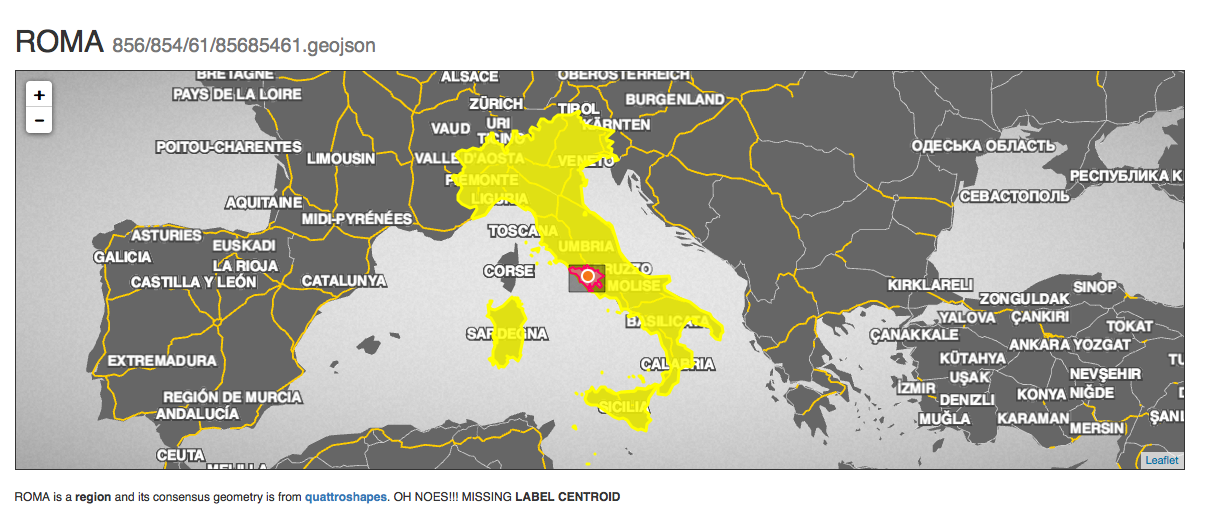 ROMA 856/854/61/85685461.geojson
+
−
BRETAGNE
ALSACE
OBERÖSTERREICH
PAYS DE LA LOIRE
ZÜRICH
TIROL
BURGENLAND
VAUD
URI
KÄRNTEN
TICINO
POITOU-CHARENTES
LIMOUSIN
VALLE D'AOSTA
VENETO
ОДЕСЬКА ОБЛАСТЬ
PIEMONTE
РЕСПУБЛИКА К
AQUITAINE
LIGURIA
СЕВАСТОПОЛЬ
MIDI-PYRÉNÉES
ASTURIES
TOSCANA
EUSKADI
UMBRIA
GALICIA
LA RIOJA
CORSE
RUZZO
CASTILLA Y LEÓN
CATALUNYA
MOLISE
KIRKLARELI
SINOP
ZONGULDAK
SARDEGNA
BASILICATA
YALOVA
ÇANKIRI
TOKAT
ÇANAKKALE
ANKARA
YOZGAT
EXTREMADURA
CALABRIA
KÜTAHYA
TU
UŞAK
NEVŞEHIR
REGIÓN DE MURCIA
İZMIR
DENIZLI
KONYA
NIĞDE
ANDALUCÍA
SICILIA
MUĞLA
KARAMAN
MERSIN
ŞANL
CEUTA
MELILLA
Leaflet
ROMA is a region and its consensus geometry is from quattroshapes. OH NOES!!! MISSING LABEL CENTROID